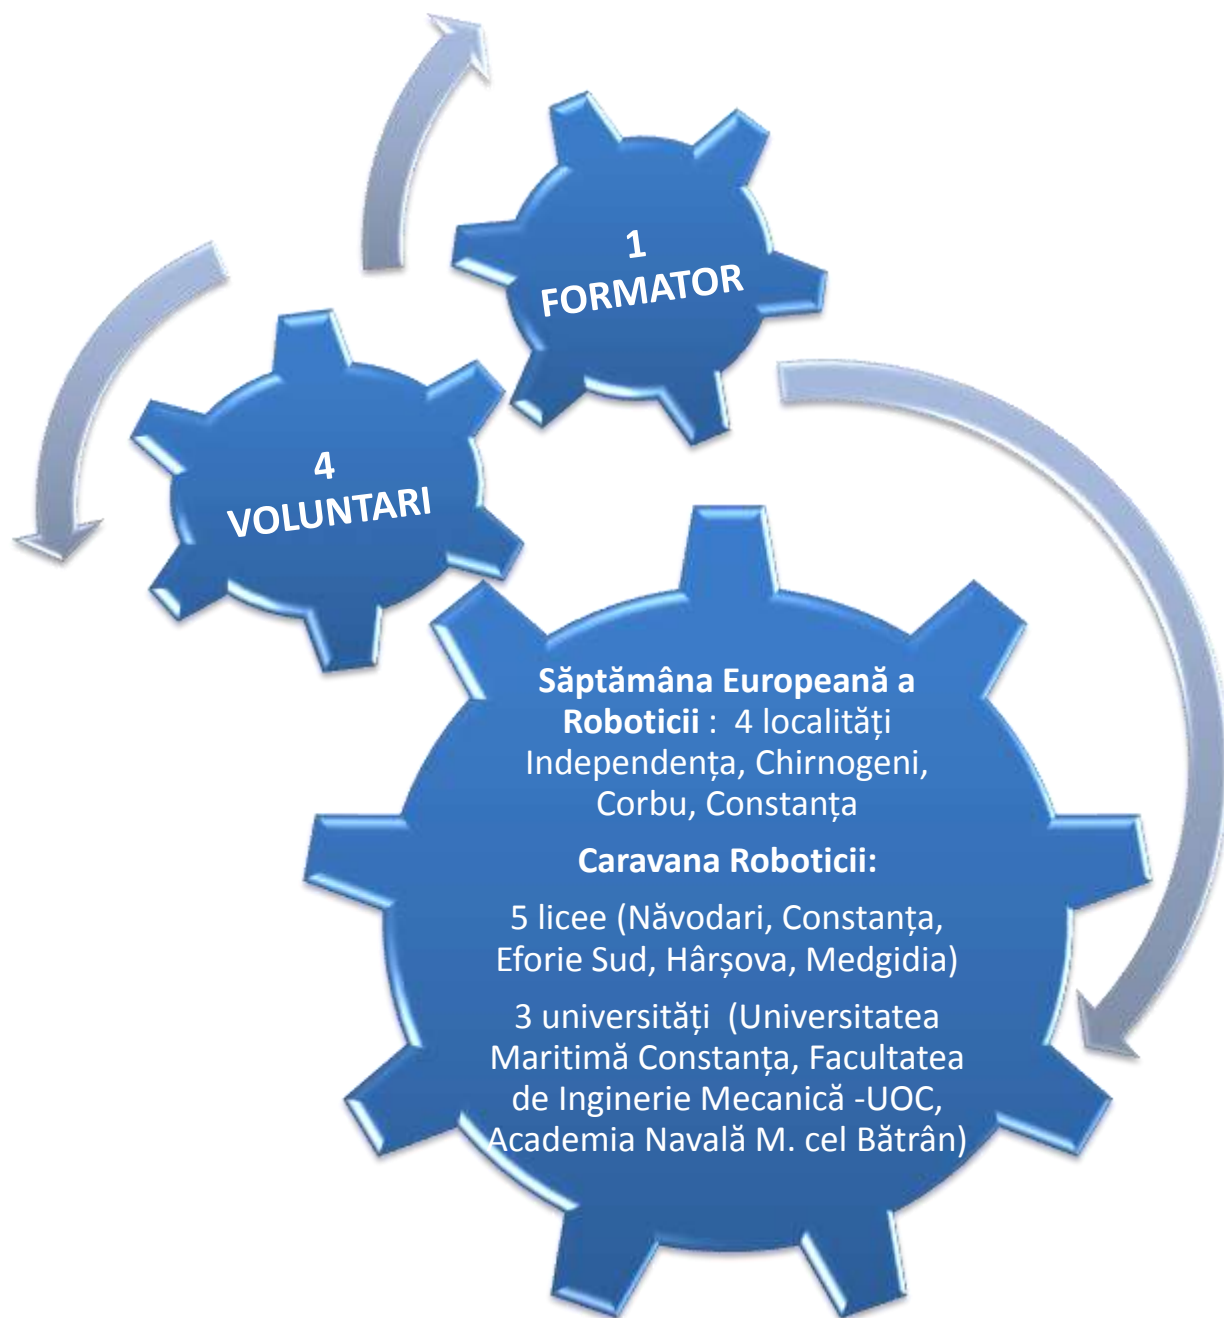 1
FORMATOR
4
VOLUNTARI
Săptămâna Europeană a
Roboticii : 4 localități
Independența, Chirnogeni,
Corbu, Constanța
Caravana Roboticii:
5 licee (Năvodari, Constanța,
Eforie Sud, Hârșova, Medgidia)
3 universități (Universitatea
Maritimă Constanța, Facultatea
de Inginerie Mecanică -UOC,
Academia Navală M. cel Bătrân)